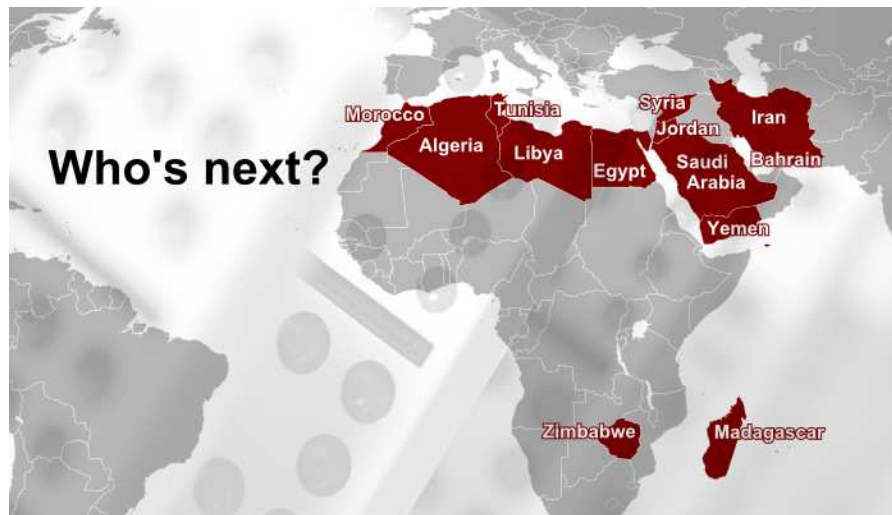 Who's next?
Morocco
Algeria
Tunisia
Libya
Egypt
Syria
Jordan
Iran
Saudi
Arabia
Bahrain
Yemen
Zimbabwe
Madagascar